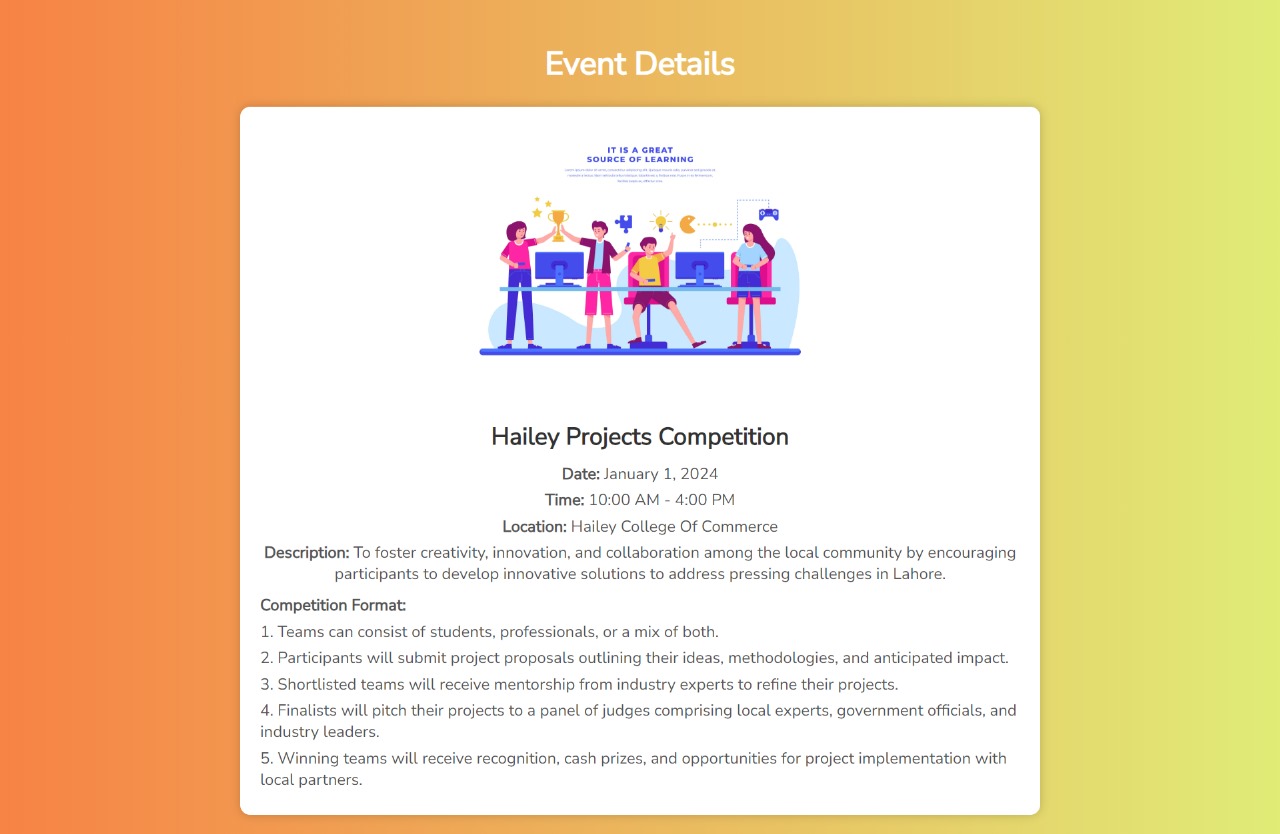 Event Details
IT IS A GREAT
SOURCE OF LEARNING
Hailey Projects Competition
Date: January 1, 2024
Time: 10:00 AM - 4:00 PM
Location: Hailey College Of Commerce
Description: To foster creativity, innovation, and collaboration among the local community by encouraging
participants to develop innovative solutions to address pressing challenges in Lahore.
Competition Format:
1. Teams can consist of students, professionals, or a mix of both.
2. Participants will submit project proposals outlining their ideas, methodologies, and anticipated impact.
3. Shortlisted teams will receive mentorship from industry experts to refine their projects.
4. Finalists will pitch their projects to a panel of judges comprising local experts, government officials, and
industry leaders.
5. Winning teams will receive recognition, cash prizes, and opportunities for project implementation with
local partners.